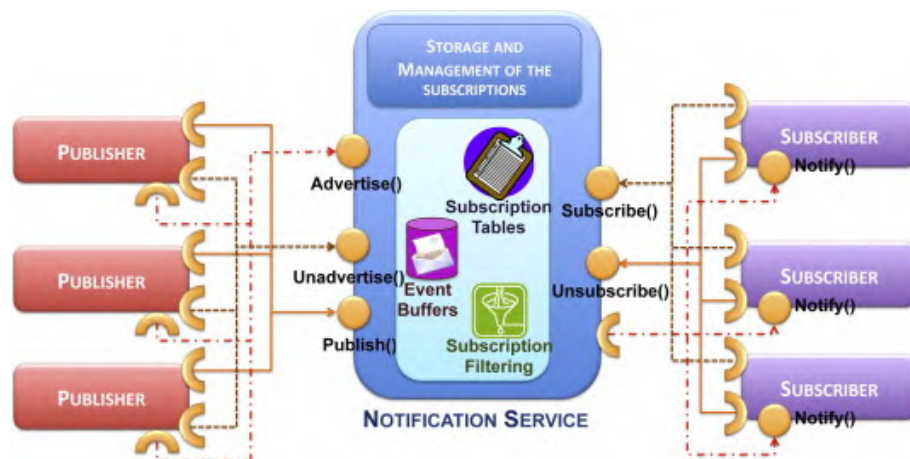 STORAGE AND
MANAGEMENT OF THE
SUBSCRIPTIONS
PUBLISHER
PUBLISHER
PUBLISHER
Advertise()
Unadvertise()
Publish()
Subscription
Tables
Event
Buffers
Subscription
Filtering
Subscribe()
Unsubscribe()
NOTIFICATION SERVICE
SUBSCRIBER
Notify()
SUBSCRIBER
Notify()
SUBSCRIBER
Notify()